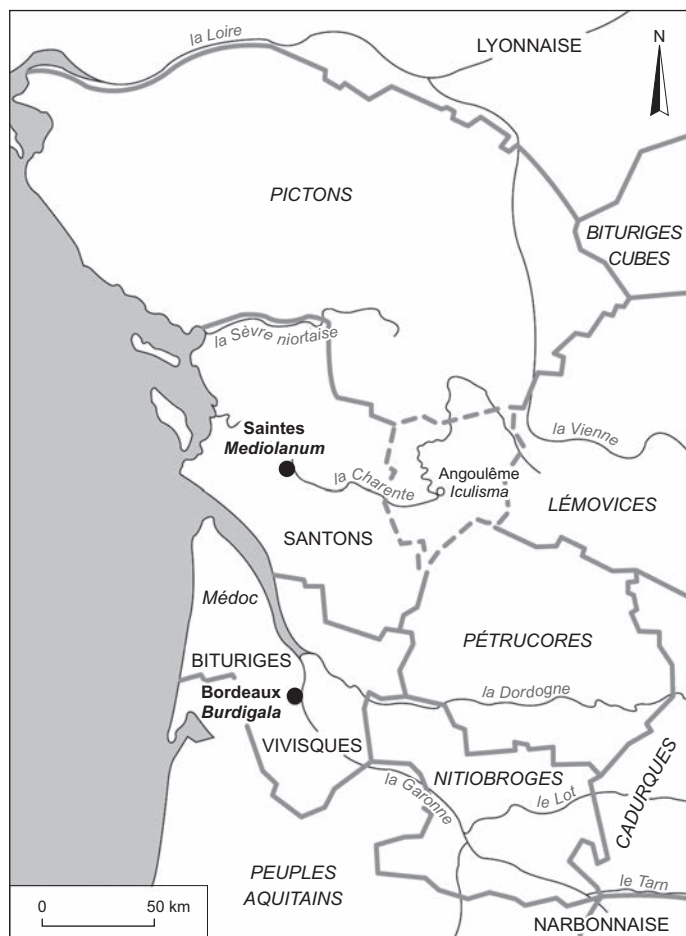 la Loire
LYONNAISE
N
PICTONS
BITURIGES
CUBES
la Sèvre niortaise
Saintes
Mediolanum
la Charente
Angoulême
Iculisma
la Vienne
LÉMOVICES
SANTONS
Médoc
PÉTRUCORES
BITURIGES
Bordeaux
Burdigala
la Dordogne
VIVISQUES
NITIOBROGES
CADURQUES
la Garonne
le Lot
PEUPLES
AQUITAINS
le Tarn
0 50 km
NARBONNAISE